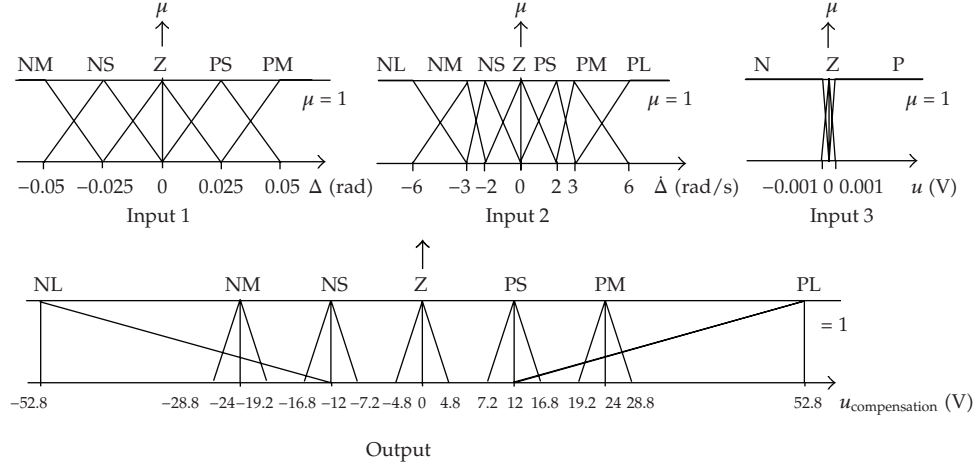 μ
NM NS Z PS PM
μ = 1
−0.05 −0.025 0 0.025 0.05 Δ (rad)
Input 1
μ
NL NM NS Z PS PM PL
μ = 1
−6 −3 −2 0 2 3 6 Δ̇ (rad/s)
Input 2
μ
N Z P
μ = 1
−0.001 0 0.001 u (V)
Input 3
NL NM NS Z PS PM PL
= 1
−52.8 −28.8 −24 −19.2 −16.8 −12 −7.2 −4.8 0 4.8 7.2 12 16.8 19.2 24 28.8 52.8 u compensation (V)
Output